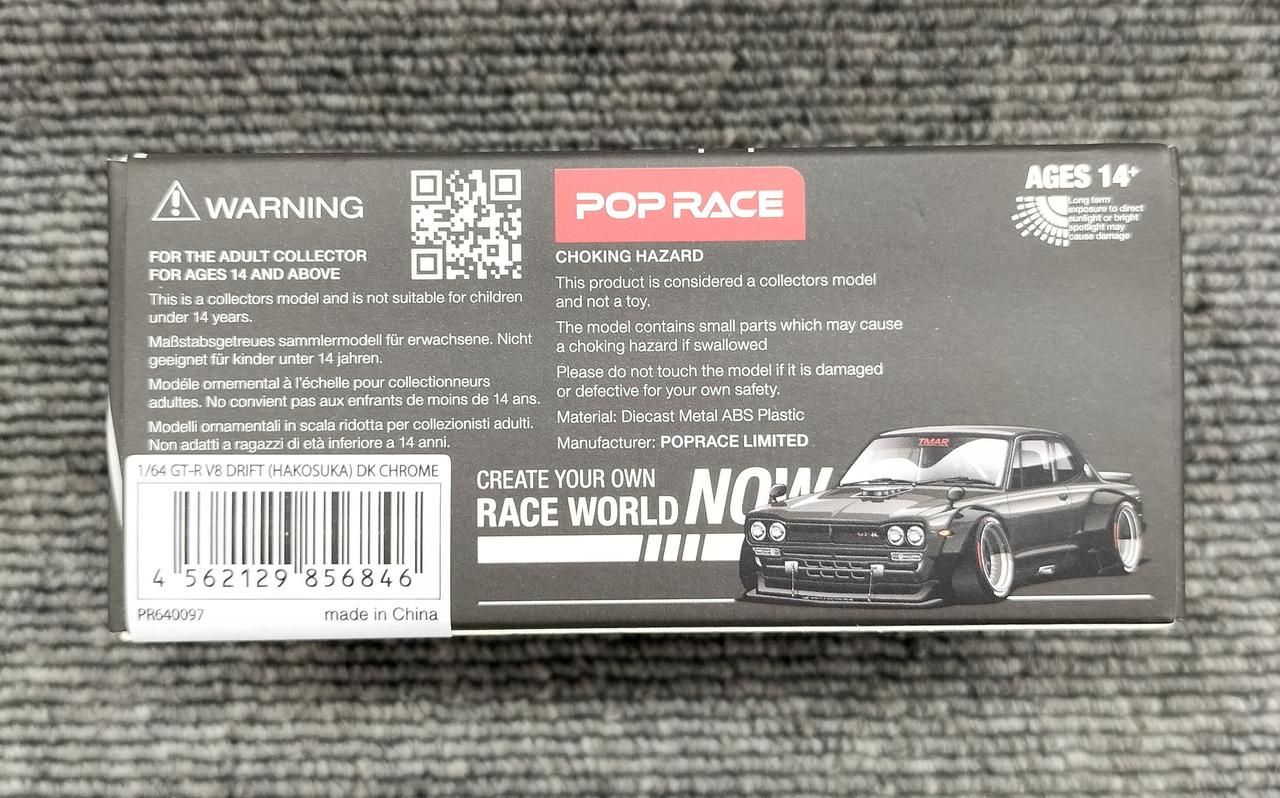 WARNING
FOR THE ADULT COLLECTOR
FOR AGES 14 AND ABOVE
This is a collectors model and is not suitable for children
under 14 years.
Maßstabsgetreues sammlermodell für erwachsene. Nicht
geeignet für kinder unter 14 jahren.
Modéle ornemental à l'échelle pour collectionneurs
adultes. No convient pas aux enfants de moins de 14 ans.
Modelli ornamentali in scala ridotta per collezionisti adulti.
Non adatti a ragazzi di età inferiore a 14 anni.
1/64 GT-R V8 DRIFT (HAKOSUKA) DK CHROME
4 562129 856846
PR640097 made in China
POP RACE
CHOKING HAZARD
This product is considered a collectors model
and not a toy.
The model contains small parts which may cause
a choking hazard if swallowed
Please do not touch the model if it is damaged
or defective for your own safety.
Material: Diecast Metal ABS Plastic
Manufacturer: POPRACE LIMITED
CREATE YOUR OWN
RACE WORLD NOW
AGES 14+
Long term
exposure to direct
sunlight or bright
spotlight may
cause damage
TMAR